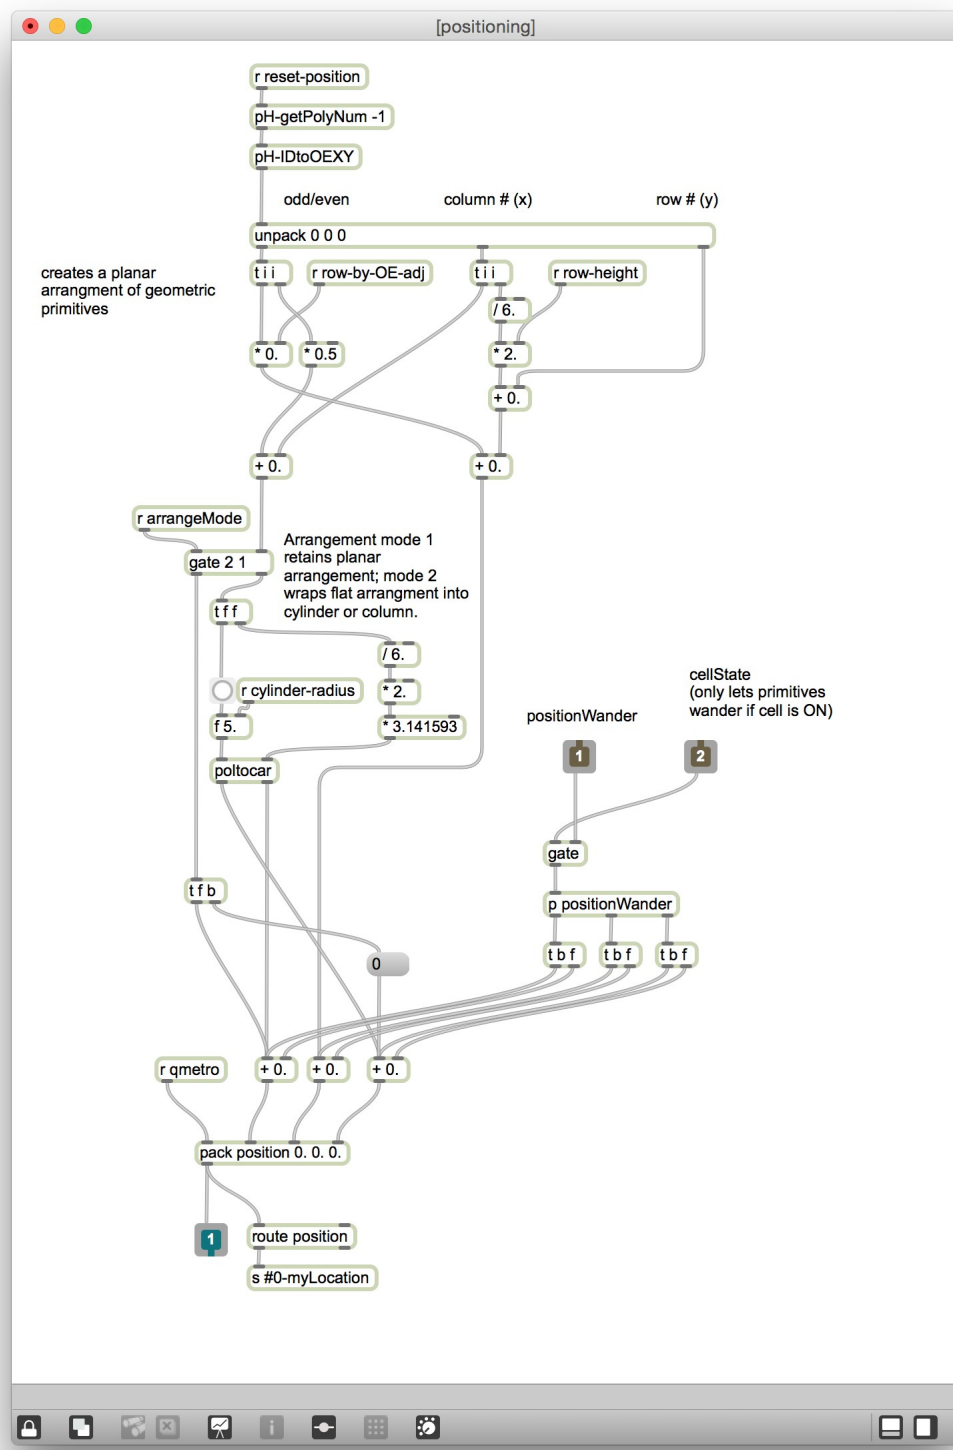 [positioning]
r reset-position
pH-getPolyNum -1
pH-IDtoOEXY
odd/even
column # (x)
row # (y)
unpack 0 0 0
creates a planar
arrangment of geometric
primitives
t i i
r row-by-OE-adj
t i i
r row-height
/ 6.
* 0.
* 0.5
* 2.
+ 0.
+ 0.
+ 0.
r arrangeMode
gate 2 1
Arrangement mode 1
retains planar
arrangement; mode 2
wraps flat arrangment into
cylinder or column.
t f f
/ 6.
r cylinder-radius
* 2.
f 5.
* 3.141593
poltocar
cellState
(only lets primitives
wander if cell is ON)
positionWander
1
2
gate
t f b
p positionWander
t b f
t b f
t b f
0
r qmetro
+ 0.
+ 0.
+ 0.
pack position 0. 0. 0.
1
route position
s #0-myLocation